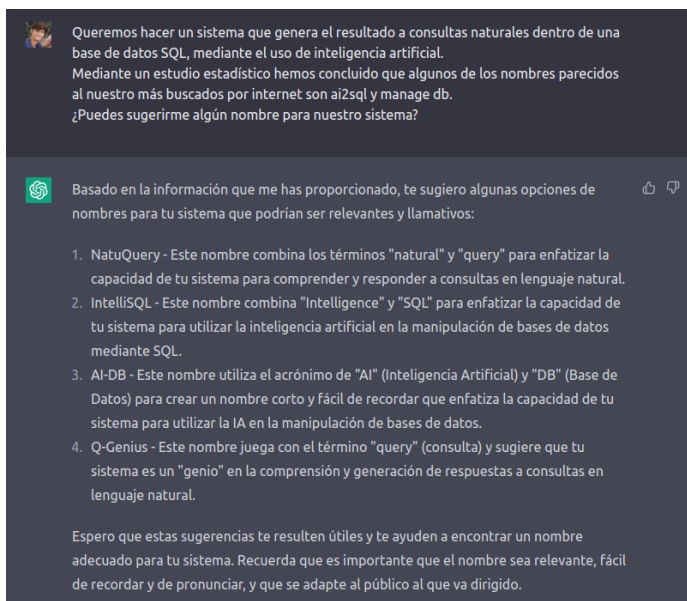 Queremos hacer un sistema que genera el resultado a consultas naturales dentro de una
base de datos SQL, mediante el uso de inteligencia artificial.
Mediante un estudio estadístico hemos concluido que algunos de los nombres parecidos
al nuestro más buscados por internet son ai2sql y manage db.
¿Puedes sugerirme algún nombre para nuestro sistema?
Basado en la información que me has proporcionado, te sugiero algunas opciones de
nombres para tu sistema que podrían ser relevantes y llamativos:
1. NatuQuery - Este nombre combina los términos "natural" y "query" para enfatizar la
capacidad de tu sistema para comprender y responder a consultas en lenguaje natural.
2. IntelliSQL - Este nombre combina "Intelligence" y "SQL" para enfatizar la capacidad de
tu sistema para utilizar la inteligencia artificial en la manipulación de bases de datos
mediante SQL.
3. AI-DB - Este nombre utiliza el acrónimo de "AI" (Inteligencia Artificial) y "DB" (Base de
Datos) para crear un nombre corto y fácil de recordar que enfatiza la capacidad de tu
sistema para utilizar la IA en la manipulación de bases de datos.
4. Q-Genius - Este nombre juega con el término "query" (consulta) y sugiere que tu
sistema es un "genio" en la comprensión y generación de respuestas a consultas en
lenguaje natural.
Espero que estas sugerencias te resulten útiles y te ayuden a encontrar un nombre
adecuado para tu sistema. Recuerda que es importante que el nombre sea relevante, fácil
de recordar y de pronunciar, y que se adapte al público al que va dirigido.